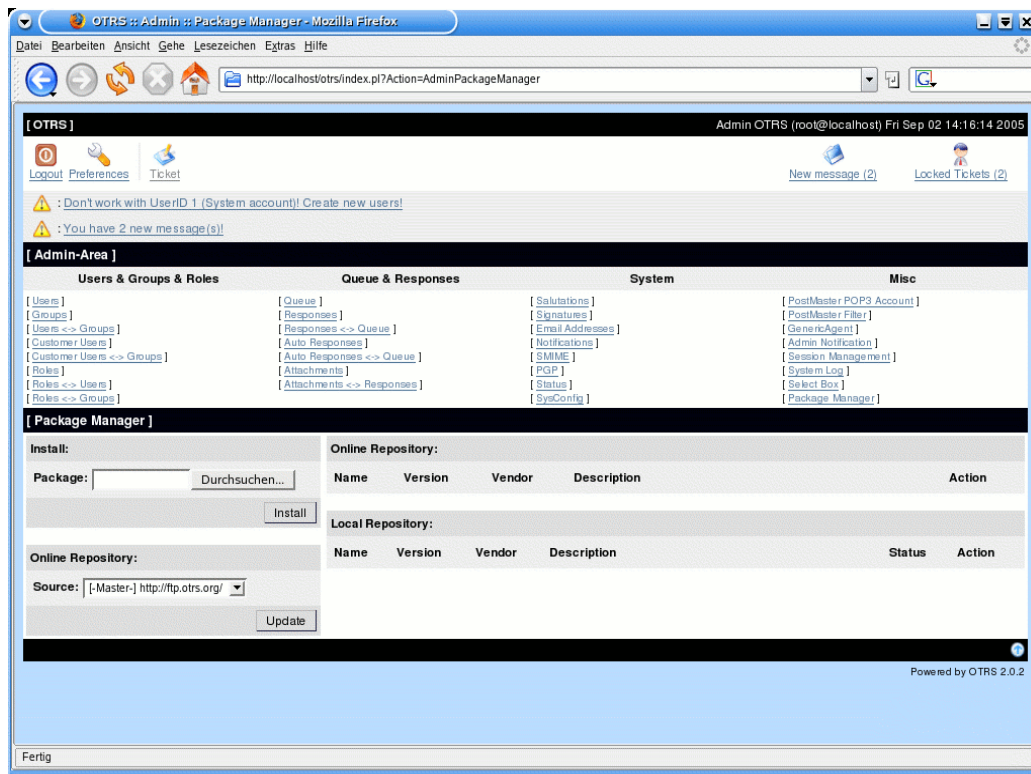 OTRS :: Admin :: Package Manager - Mozilla Firefox
Datei Bearbeiten Ansicht Gehe Lesezeichen Extras Hilfe
http://localhost/otrs/index.pl?Action=AdminPackageManager
G
[ OTRS ] Admin OTRS (root@localhost) Fri Sep 02 14:16:14 2005
Logout Preferences Ticket New message (2) Locked Tickets (2)
: Don't work with UserID 1 (System account)! Create new users!
: You have 2 new message(s)!
[ Admin-Area ]
Users & Groups & Roles Queue & Responses System Misc
[ Users ] [ Queue ] [ Salutations ] [ PostMaster POP3 Account ]
[ Groups ] [ Responses ] [ Signatures ] [ PostMaster Filter ]
[ Users <-> Groups ] [ Responses <-> Queue ] [ Email Addresses ] [ GenericAgent ]
[ Customer Users ] [ Auto Responses ] [ Notifications ] [ Admin Notification ]
[ Customer Users <-> Groups ] [ Auto Responses <-> Queue ] [ SMIME ] [ Session Management ]
[ Roles ] [ Attachments ] [ PGP ] [ System Log ]
[ Roles <-> Users ] [ Attachments <-> Responses ] [ Status ] [ Select Box ]
[ Roles <-> Groups ] [ SysConfig ] [ Package Manager ]
[ Package Manager ]
Install:
Package: Durchsuchen...
Install
Online Repository:
Source: [-Master-] http://ftp.otrs.org/
Update
Online Repository:
Name Version Vendor Description Action
Local Repository:
Name Version Vendor Description Status Action
Powered by OTRS 2.0.2
Fertig